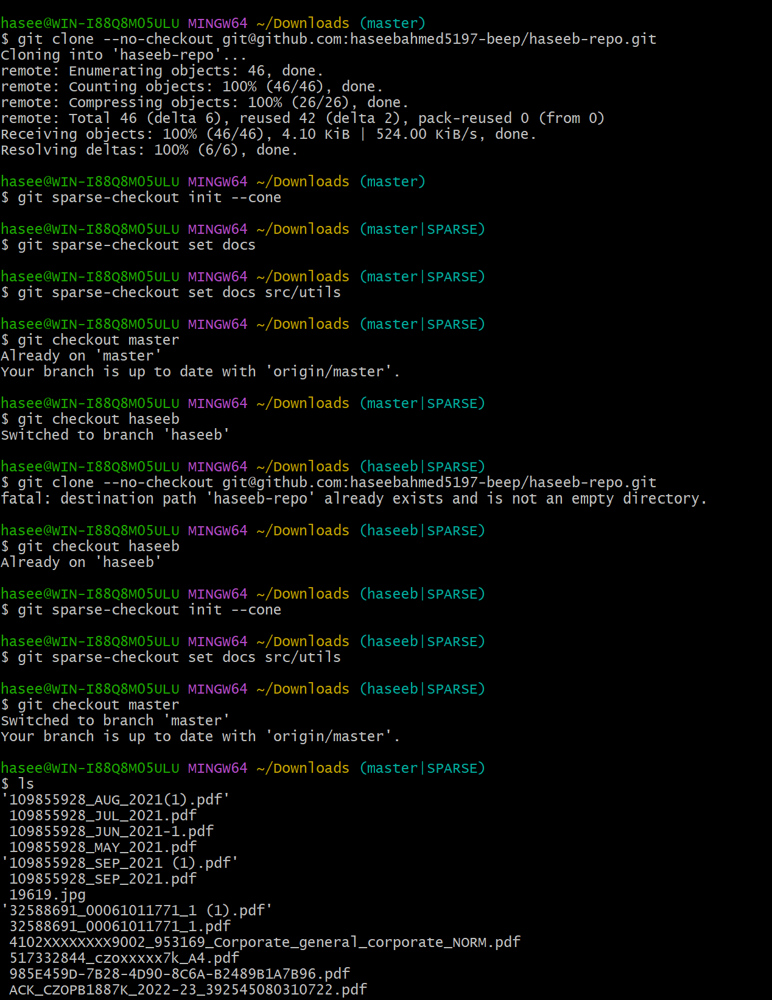 hasee@WIN-I88Q8MO5ULU MINGW64 ~/Downloads (master)
$ git clone --no-checkout git@github.com:haseebahmed5197-beep/haseeb-repo.git
Cloning into 'haseeb-repo'...
remote: Enumerating objects: 46, done.
remote: Counting objects: 100% (46/46), done.
remote: Compressing objects: 100% (26/26), done.
remote: Total 46 (delta 6), reused 42 (delta 2), pack-reused 0 (from 0)
Receiving objects: 100% (46/46), 4.10 KiB | 524.00 KiB/s, done.
Resolving deltas: 100% (6/6), done.
hasee@WIN-I88Q8MO5ULU MINGW64 ~/Downloads (master)
$ git sparse-checkout init --cone
hasee@WIN-I88Q8MO5ULU MINGW64 ~/Downloads (master|SPARSE)
$ git sparse-checkout set docs
hasee@WIN-I88Q8MO5ULU MINGW64 ~/Downloads (master|SPARSE)
$ git sparse-checkout set docs src/utils
hasee@WIN-I88Q8MO5ULU MINGW64 ~/Downloads (master|SPARSE)
$ git checkout master
Already on 'master'
Your branch is up to date with 'origin/master'.
hasee@WIN-I88Q8MO5ULU MINGW64 ~/Downloads (master|SPARSE)
$ git checkout haseeb
Switched to branch 'haseeb'
hasee@WIN-I88Q8MO5ULU MINGW64 ~/Downloads (haseeb|SPARSE)
$ git clone --no-checkout git@github.com:haseebahmed5197-beep/haseeb-repo.git
fatal: destination path 'haseeb-repo' already exists and is not an empty directory.
hasee@WIN-I88Q8MO5ULU MINGW64 ~/Downloads (haseeb|SPARSE)
$ git checkout haseeb
Already on 'haseeb'
hasee@WIN-I88Q8MO5ULU MINGW64 ~/Downloads (haseeb|SPARSE)
$ git sparse-checkout init --cone
hasee@WIN-I88Q8MO5ULU MINGW64 ~/Downloads (haseeb|SPARSE)
$ git sparse-checkout set docs src/utils
hasee@WIN-I88Q8MO5ULU MINGW64 ~/Downloads (haseeb|SPARSE)
$ git checkout master
Switched to branch 'master'
Your branch is up to date with 'origin/master'.
hasee@WIN-I88Q8MO5ULU MINGW64 ~/Downloads (master|SPARSE)
$ ls
'109855928_AUG_2021(1).pdf'
109855928_JUL_2021.pdf
109855928_JUN_2021-1.pdf
109855928_MAY_2021.pdf
'109855928_SEP_2021 (1).pdf'
109855928_SEP_2021.pdf
19619.jpg
'32588691_00061011771_1 (1).pdf'
32588691_00061011771_1.pdf
4102XXXXXXXX9002_953169_Corporate_general_corporate_NORM.pdf
517332844_czoxxxxx7k_A4.pdf
985E459D-7B28-4D90-8C6A-B2489B1A7B96.pdf
ACK_CZOPB1887K_2022-23_392545080310722.pdf